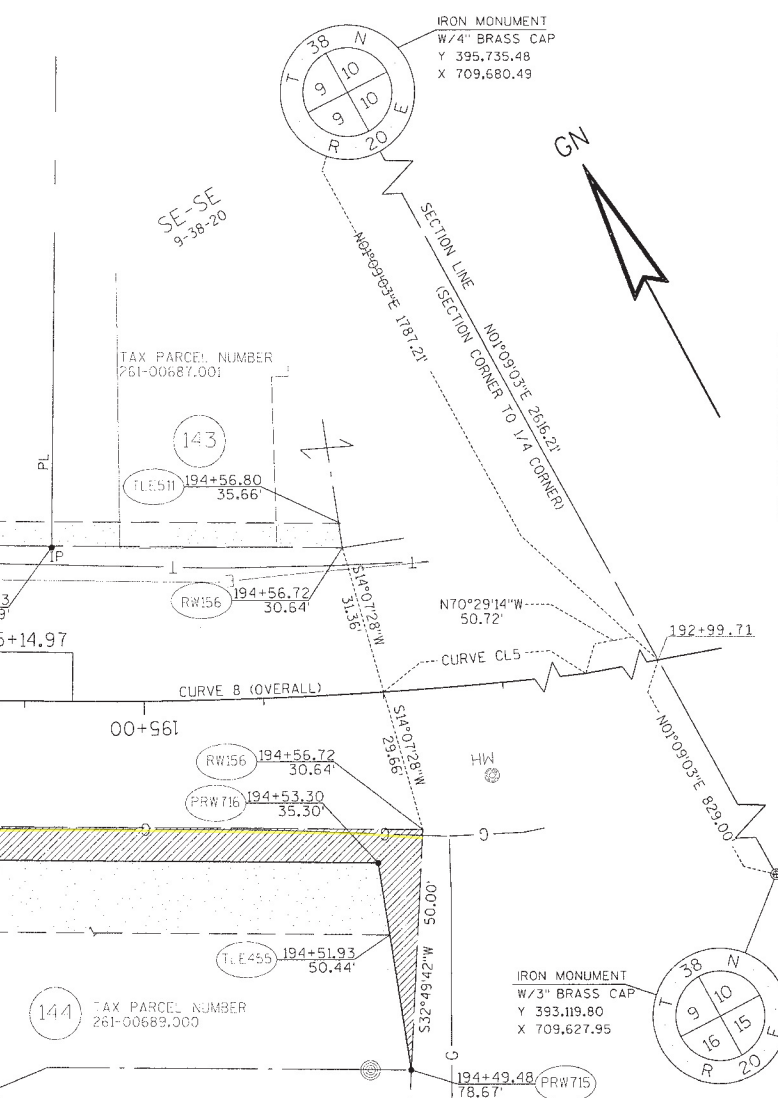 IRON MONUMENT
W/4" BRASS CAP
Y 395,735.48
X 709,680.49
T 38 N
9 10
9 10
R 20 E
GN
SE-SE
9-38-20
SECTION LINE
(SECTION CORNER TO 1/4 CORNER)
N01°09'03"E 2616.21'
N01°09'03"E 1787.21'
TAX PARCEL NUMBER
261-00687.001
143
PL
TLE511 194+56.80
35.66'
IP
T
T
E
RW156 194+56.72
30.64'
S14°07'28"W
31.36'
N70°29'14"W
50.72'
192+99.71
5+14.97
CURVE CL5
CURVE 8 (OVERALL)
195+00
S14°07'28"W
29.66'
MH
N01°09'03"E 829.00'
RW156 194+56.72
30.64'
PRW716 194+53.30
35.30'
G
G
G
S32°49'42"W 50.00'
TLE455 194+51.93
50.44'
144
TAX PARCEL NUMBER
261-00689.000
G
194+49.48 PRW715
78.67'
IRON MONUMENT
W/3" BRASS CAP
Y 393,119.80
X 709,627.95
T 38 N
9 10
16 15
R 20 E